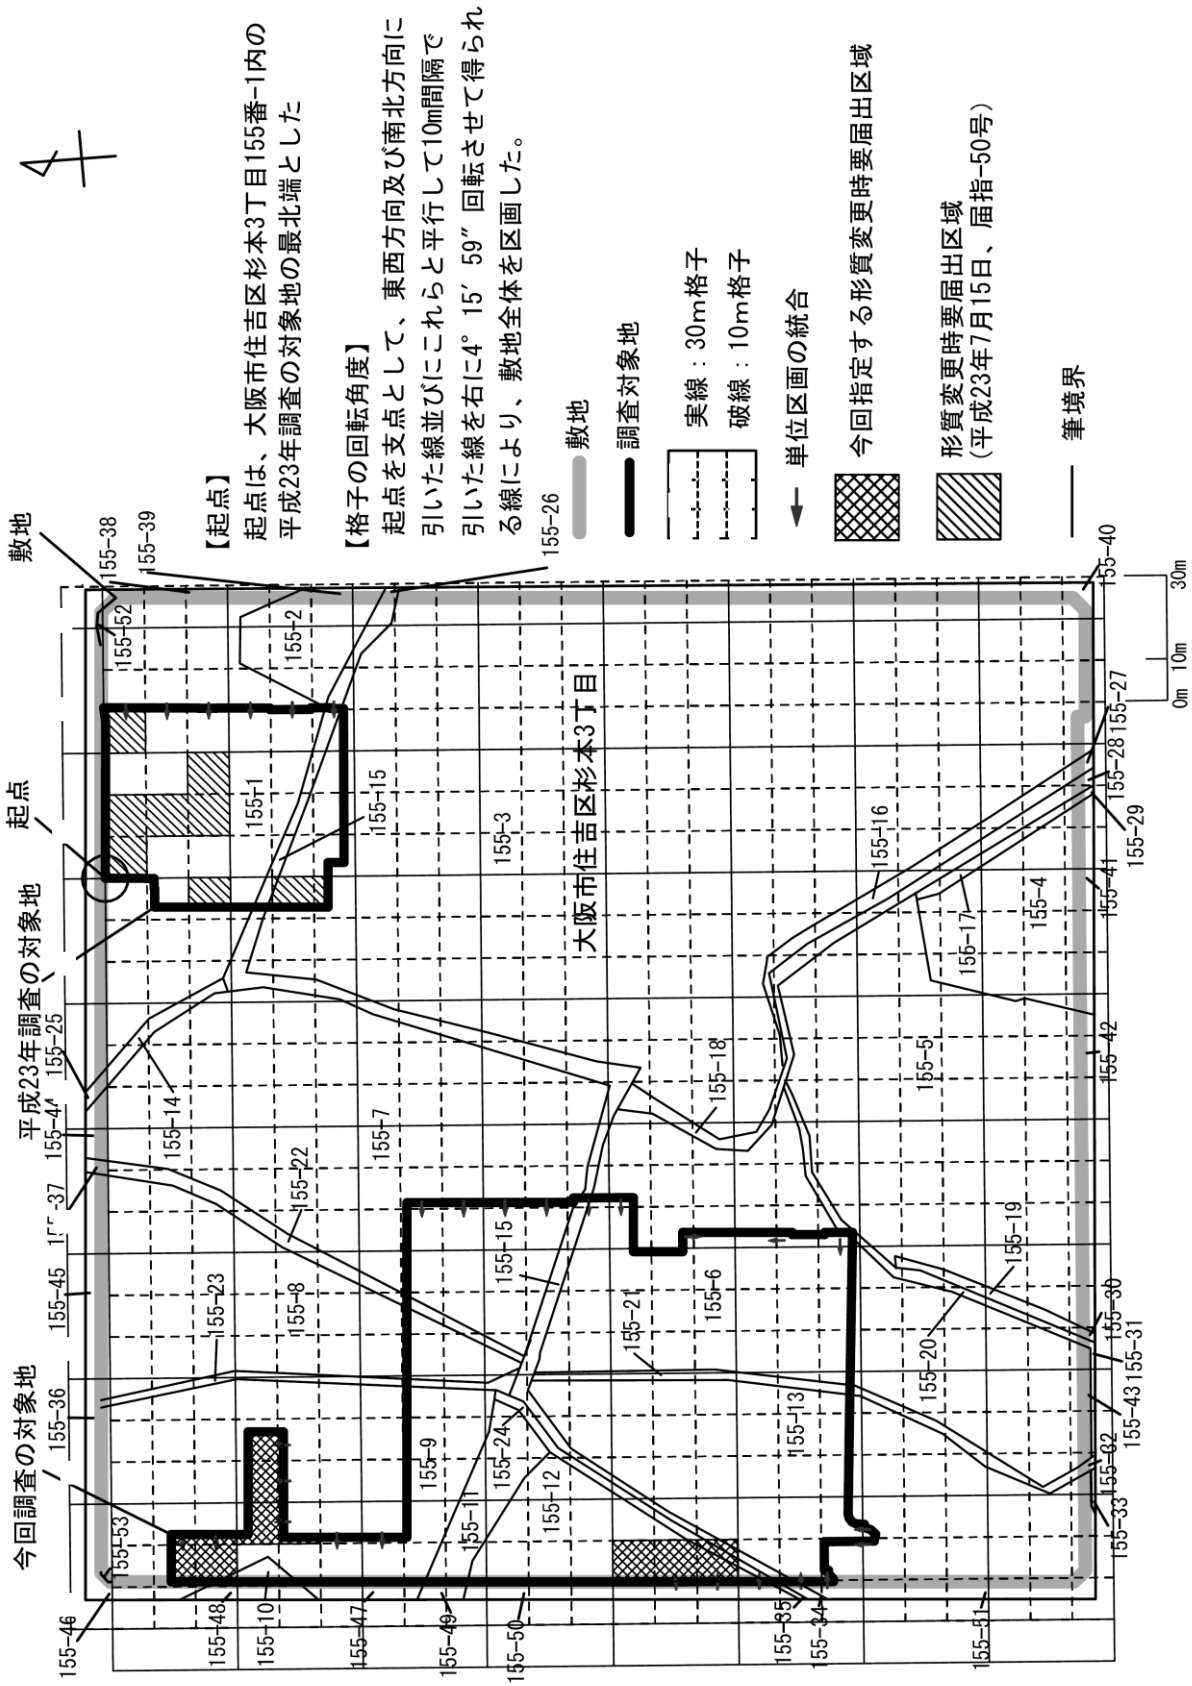 【起点】
起点は、大阪市住吉区杉本3丁目155番-1内の
平成23年調査の対象地の最北端とした
【格子の回転角度】
起点を支点として、東西方向及び南北方向に
引いた線並びにこれらと平行して10m間隔で
引いた線を右に4° 15′ 59″ 回転させて得られ
る線により、敷地全体を区画した。
敷地
調査対象地
実線：30m格子
破線：10m格子
単位区画の統合
今回指定する形質変更時要届出区域
形質変更時要届出区域
(平成23年7月15日、届指-50号)
筆境界
0m 10m 30m
今回調査の対象地
平成23年調査の対象地
起点
敷地
大阪市住吉区杉本3丁目
155-46
155-53
155-36
155-45
155-25
155-52
155-38
155-39
155-26
155-48
155-10
155-47
155-49
155-50
155-35
155-34
155-51
155-23
155-8
155-22
155-14
155-7
155-1
155-2
155-15
155-3
155-9
155-11
155-24
155-12
155-15
155-21
155-6
155-13
155-18
155-16
155-5
155-17
155-4
155-19
155-20
155-33
155-32
155-43
155-31
155-30
155-42
155-41
155-29
155-28
155-27
155-40